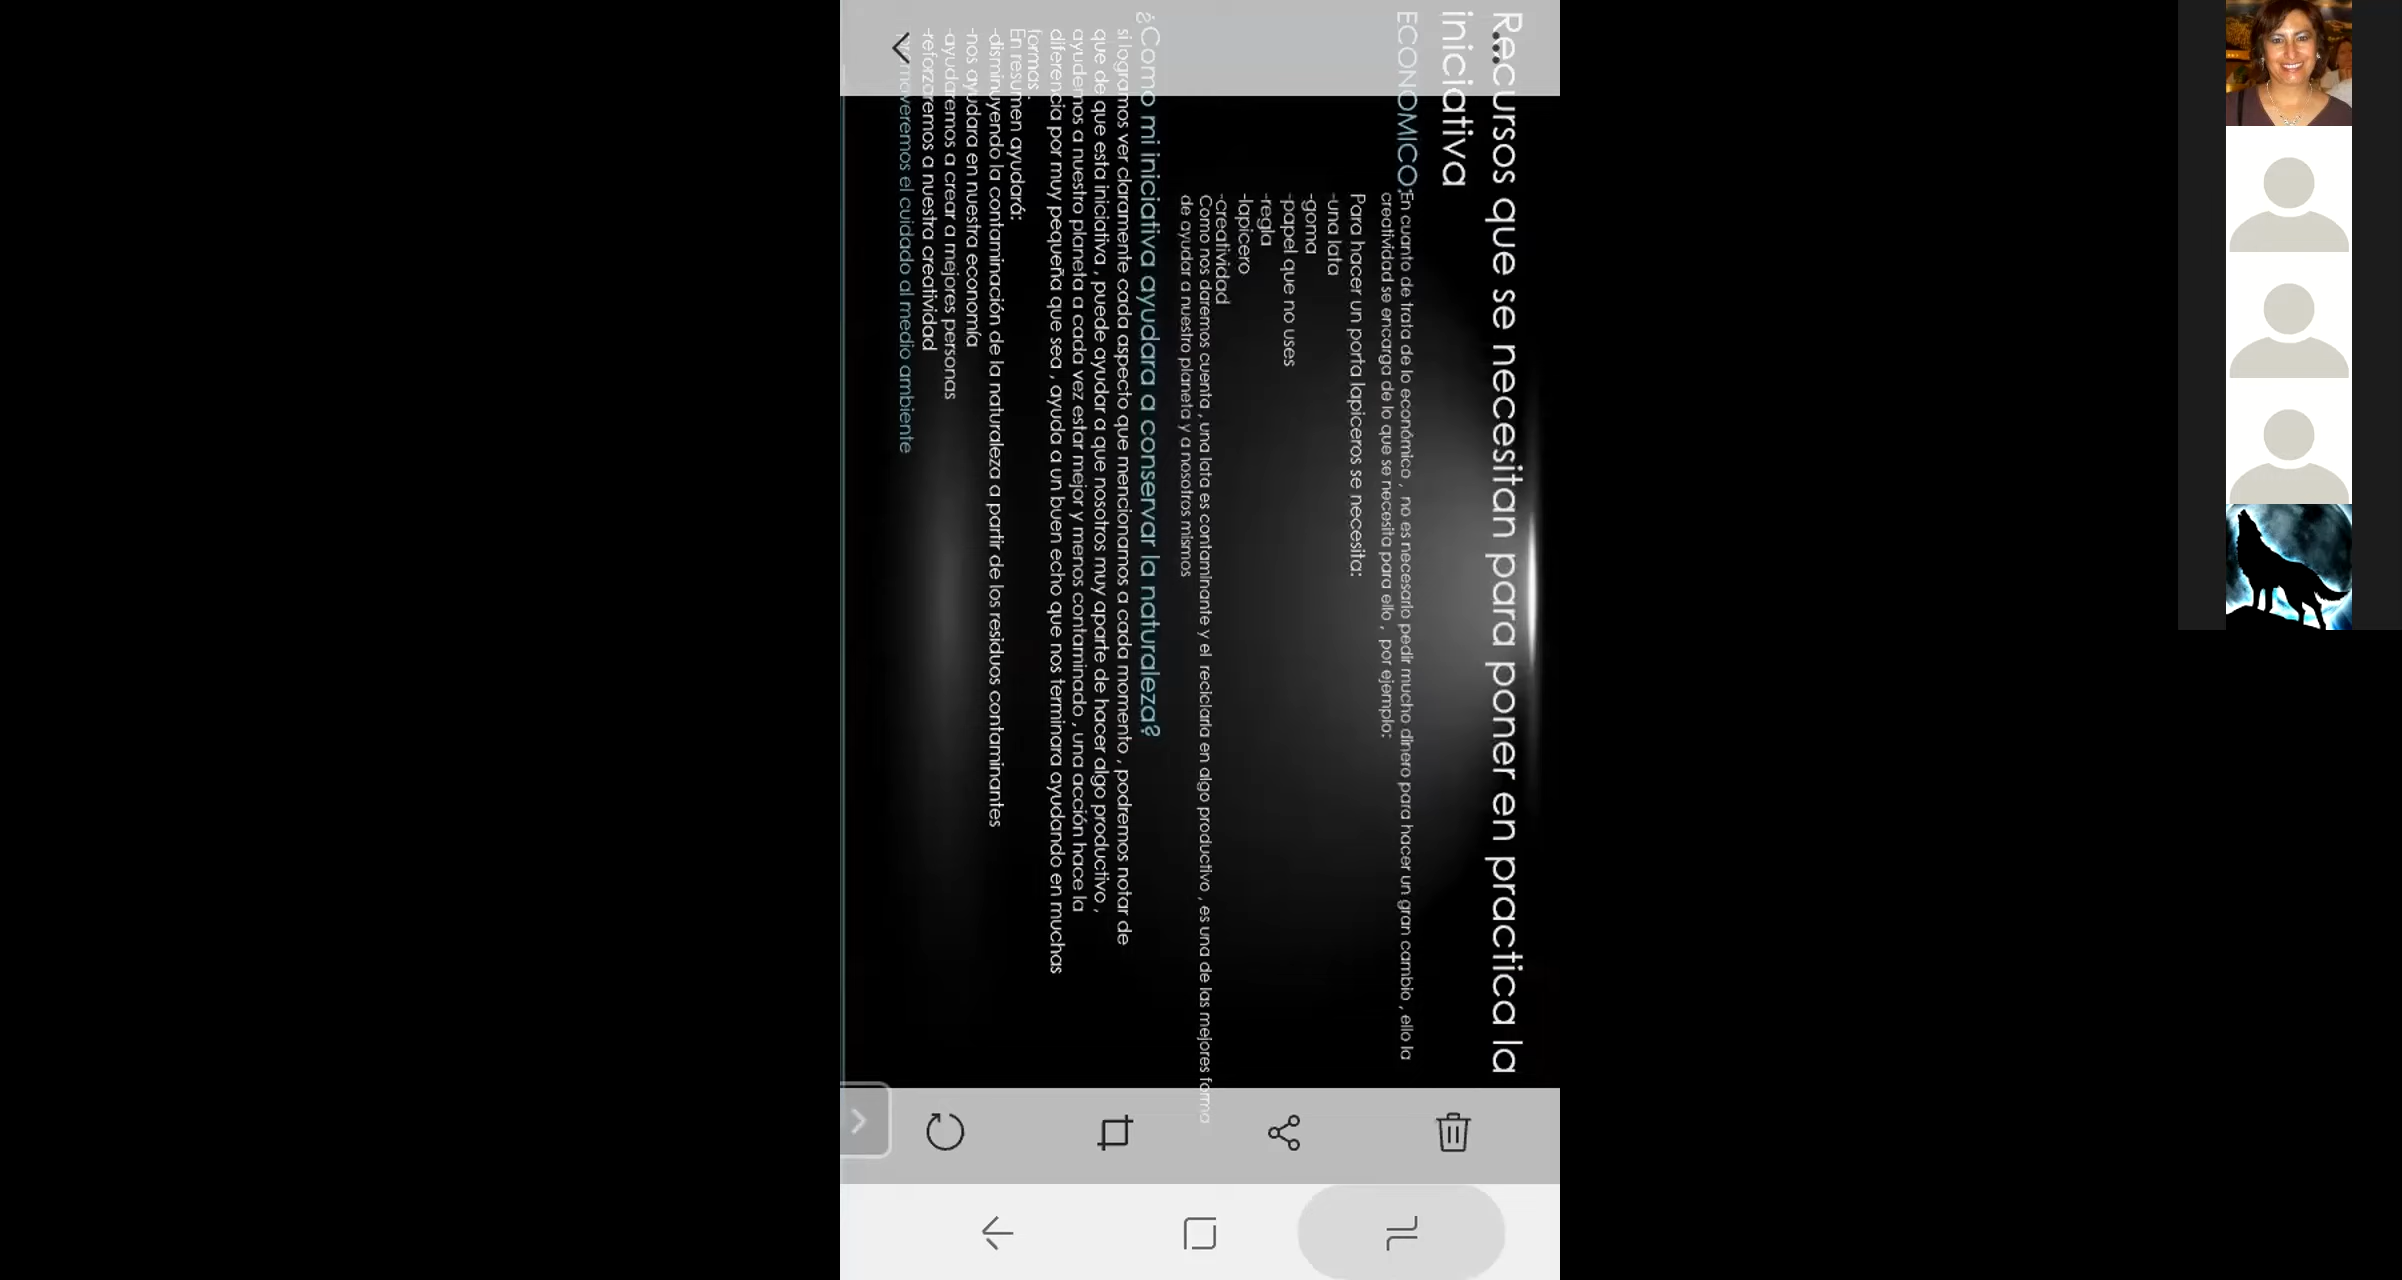 Recursos que se necesitan para poner en practica la
iniciativa
ECONOMICO:
En cuanto de trata de lo económico , no es necesario pedir mucho dinero para hacer un gran cambio , ello la
creatividad se encarga de lo que se necesita para ello , por ejemplo:
Para hacer un porta lapiceros se necesita:
-una lata
-goma
-papel que no uses
-regla
-lapicero
-creatividad
Como nos daremos cuenta , una lata es contaminante y el reciclarla en algo productivo , es una de las mejores forma
de ayudar a nuestro planeta y a nosotros mismos
¿Como mi iniciativa ayudara a conservar la naturaleza?
si logramos ver claramente cada aspecto que mencionamos a cada momento , podremos notar de
que de que esta iniciativa , puede ayudar a que nosotros muy aparte de hacer algo productivo ,
ayudemos a nuestro planeta a cada vez estar mejor y menos contaminado , una acción hace la
diferencia por muy pequeña que sea , ayuda a un buen echo que nos terminara ayudando en muchas
formas .
En resumen ayudará:
-disminuyendo la contaminación de la naturaleza a partir de los residuos contaminantes
-nos ayudara en nuestra economía
-ayudaremos a crear a mejores personas
-reforzaremos a nuestra creatividad
promoveremos el cuidado al medio ambiente